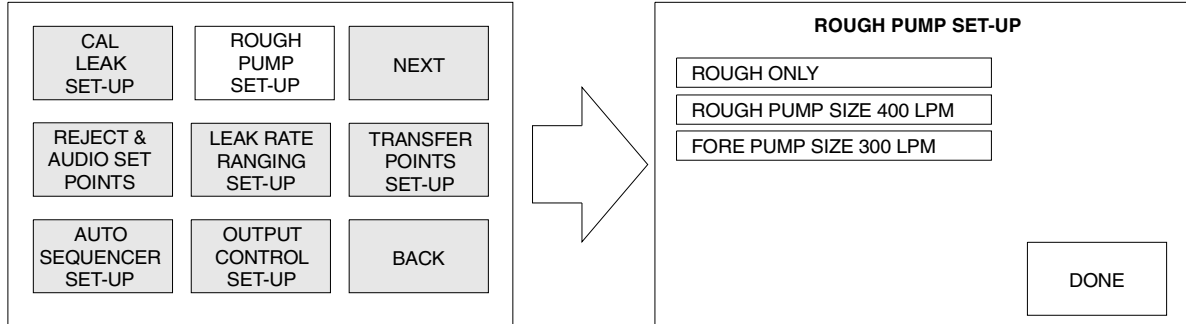 CAL
LEAK
SET-UP
ROUGH
PUMP
SET-UP
NEXT
REJECT &
AUDIO SET
POINTS
LEAK RATE
RANGING
SET-UP
TRANSFER
POINTS
SET-UP
AUTO
SEQUENCER
SET-UP
OUTPUT
CONTROL
SET-UP
BACK
ROUGH PUMP SET-UP
ROUGH ONLY
ROUGH PUMP SIZE 400 LPM
FORE PUMP SIZE 300 LPM
DONE